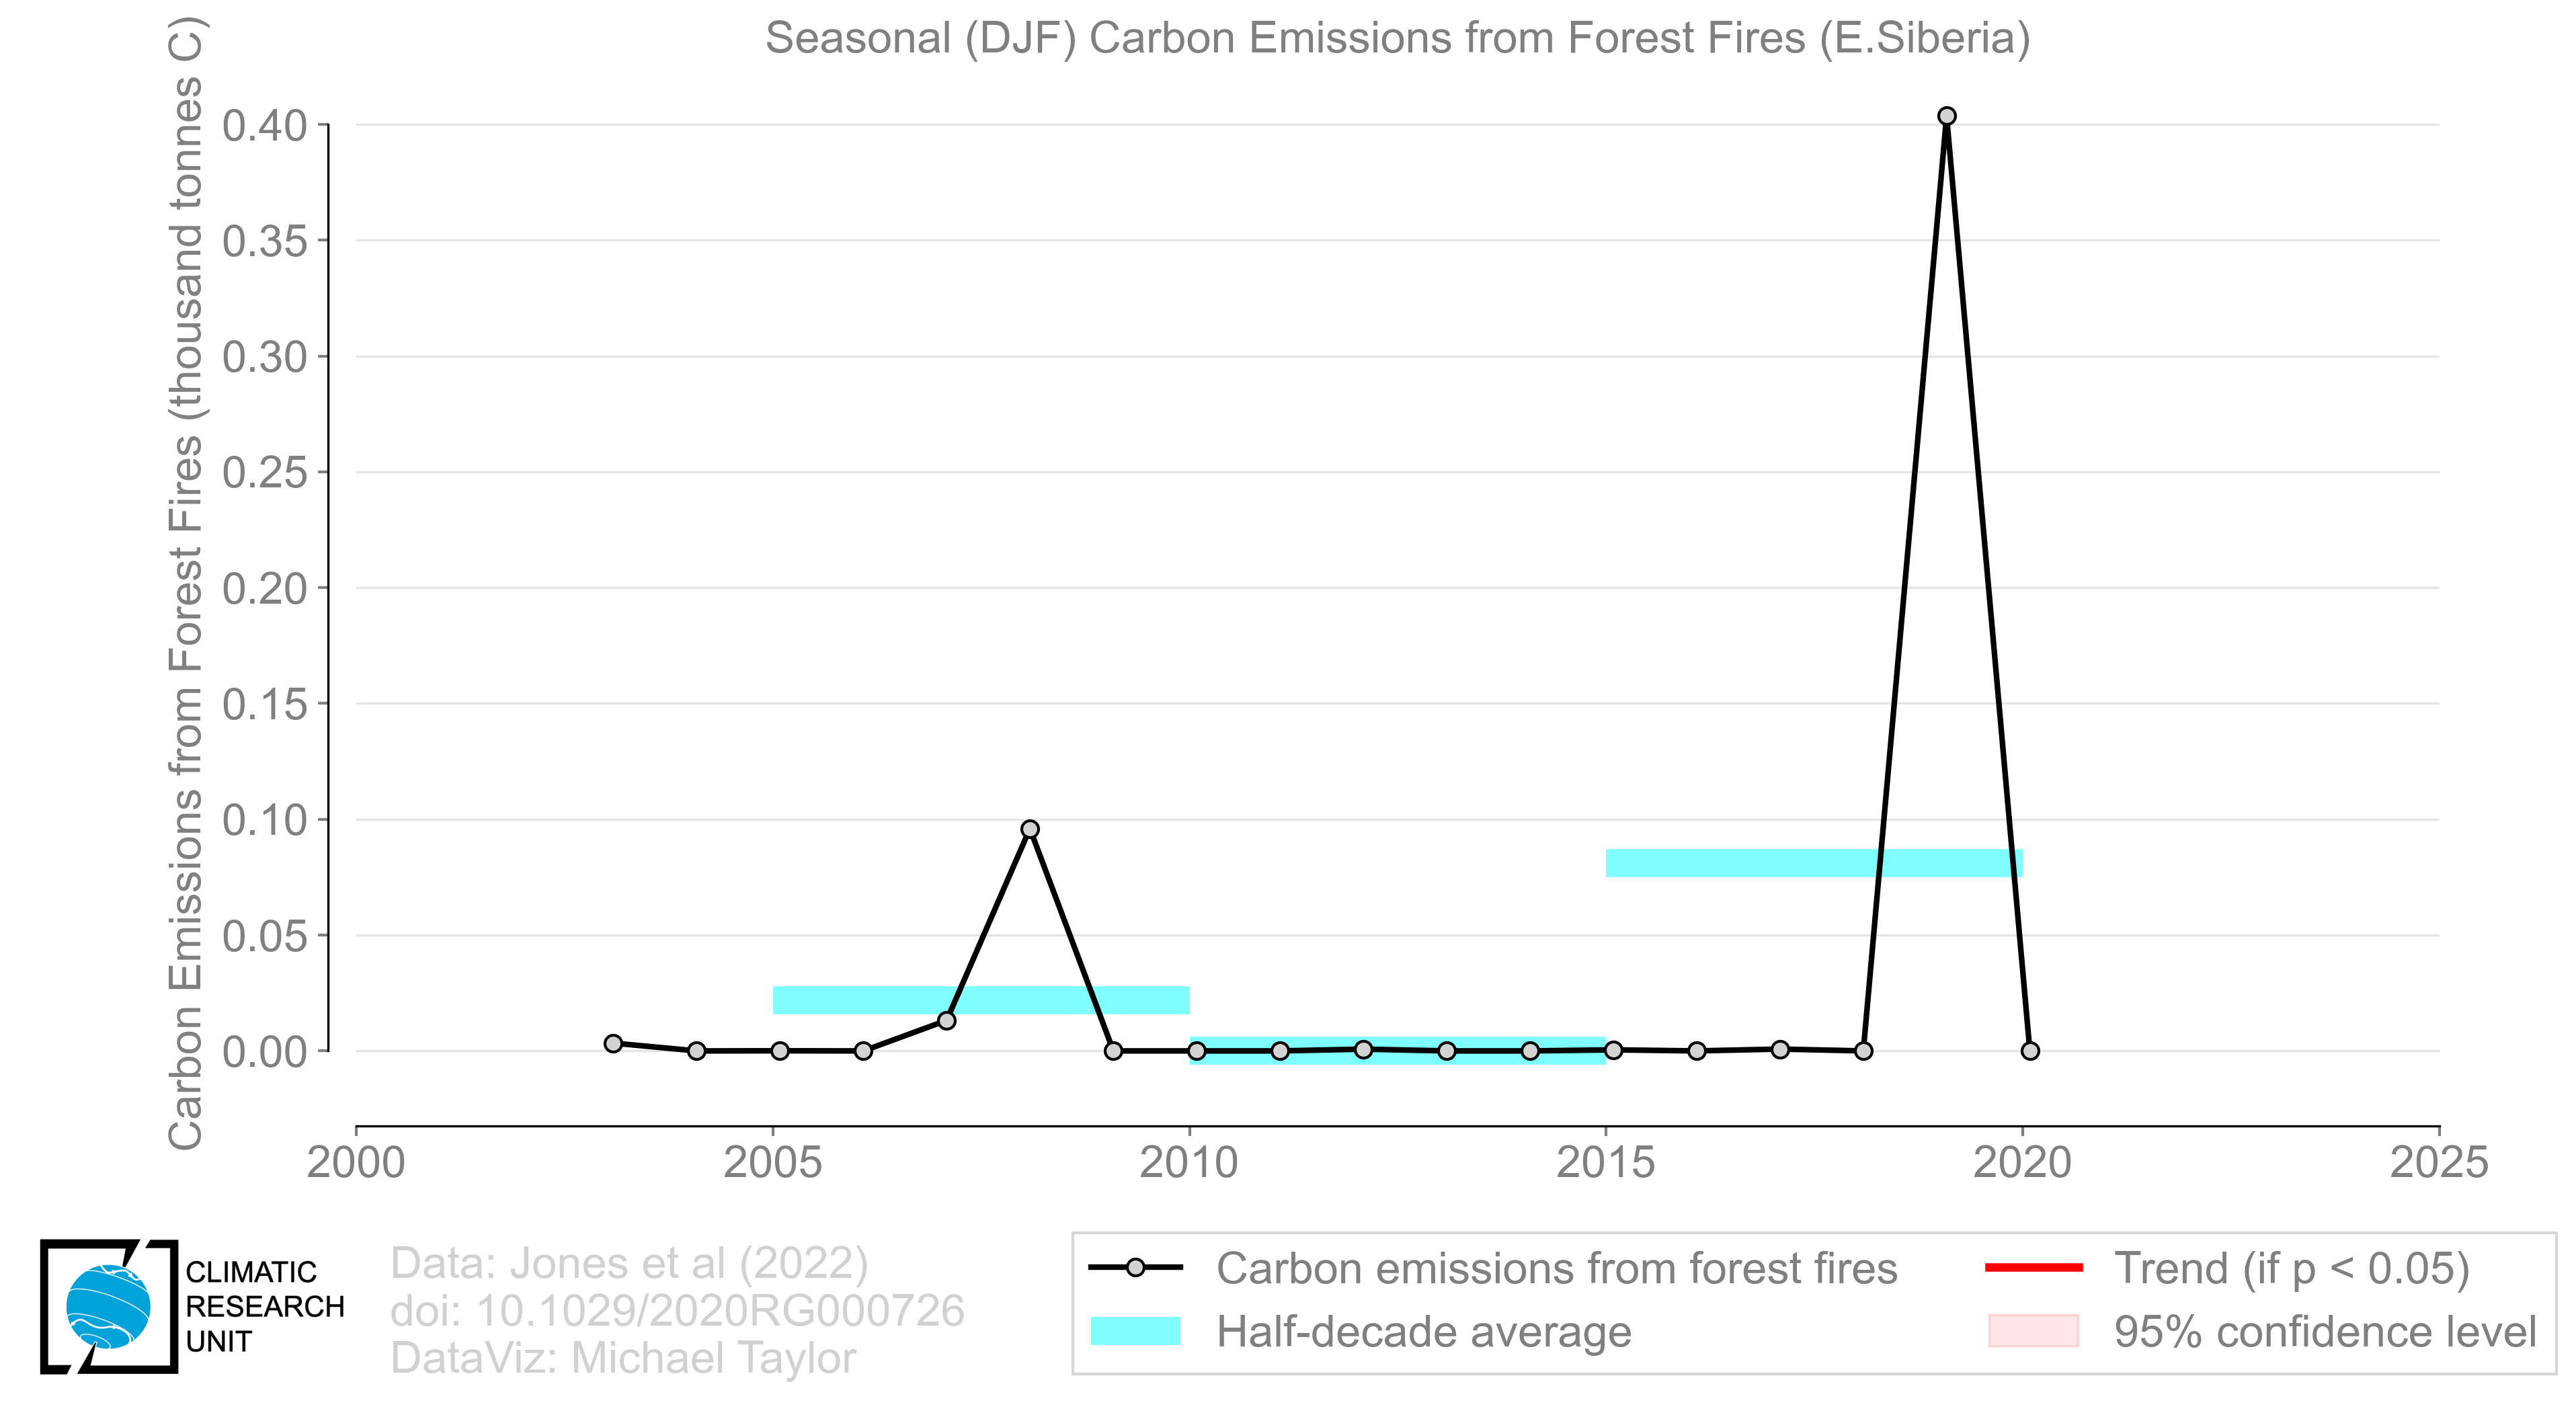 Seasonal (DJF) Carbon Emissions from Forest Fires (E.Siberia)
Carbon Emissions from Forest Fires (thousand tonnes C)
0.40
0.35
0.30
0.25
0.20
0.15
0.10
0.05
0.00
2000
2005
2010
2015
2020
2025
CLIMATIC
RESEARCH
UNIT
Data: Jones et al (2022)
doi: 10.1029/2020RG000726
DataViz: Michael Taylor
Carbon emissions from forest fires
Half-decade average
Trend (if p < 0.05)
95% confidence level